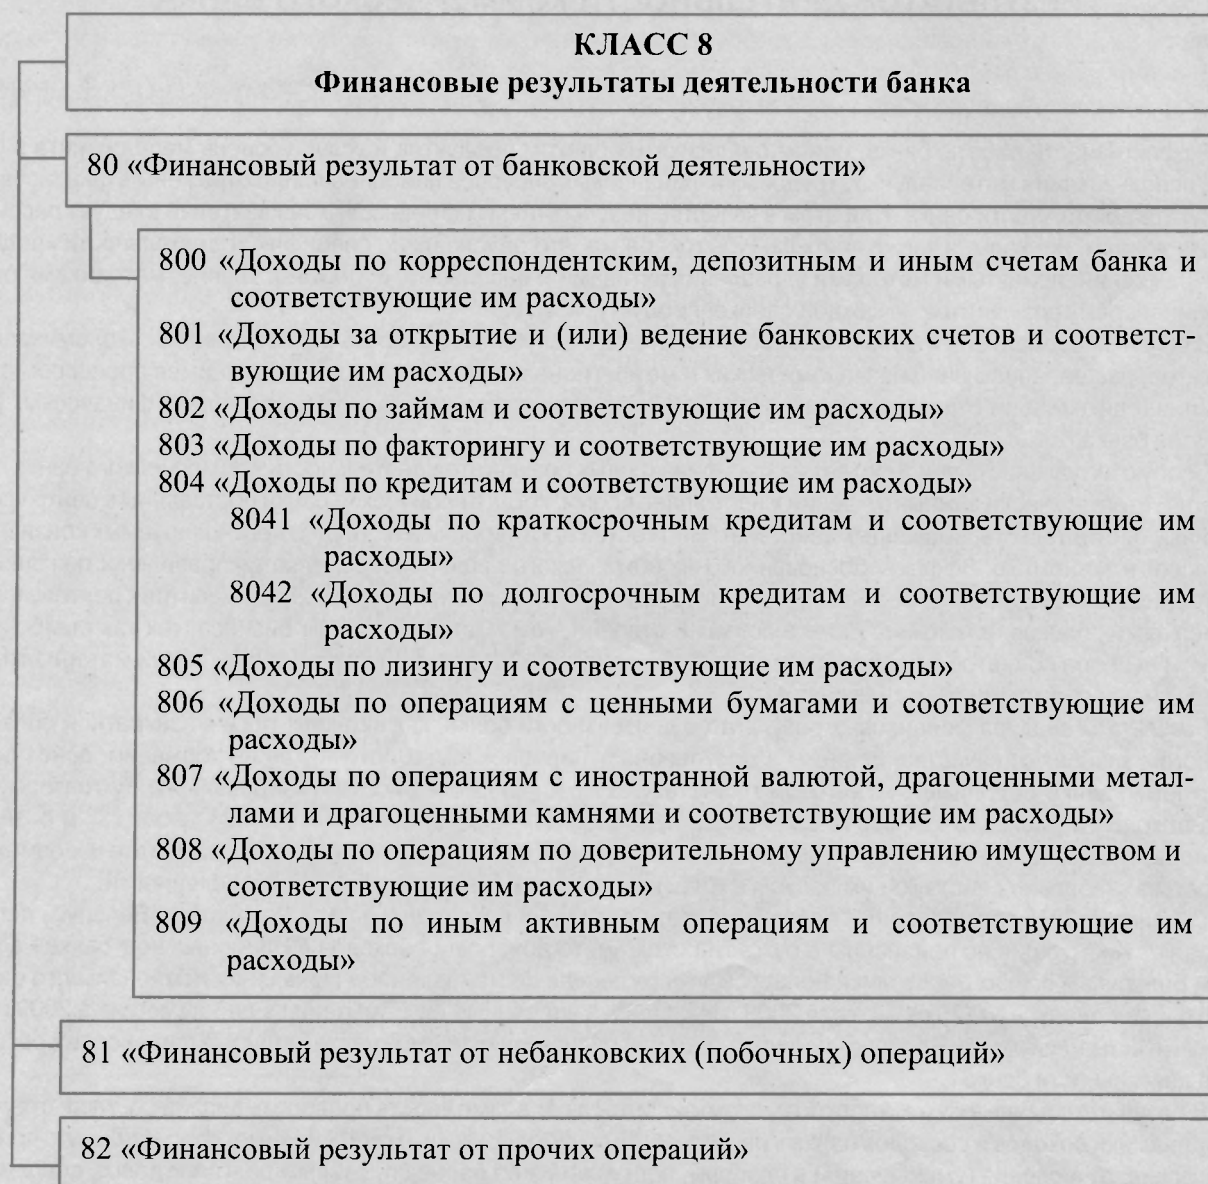 КЛАСС 8
Финансовые результаты деятельности банка
80 «Финансовый результат от банковской деятельности»
800 «Доходы по корреспондентским, депозитным и иным счетам банка и
соответствующие им расходы»
801 «Доходы за открытие и (или) ведение банковских счетов и соответст-
вующие им расходы»
802 «Доходы по займам и соответствующие им расходы»
803 «Доходы по факторингу и соответствующие им расходы»
804 «Доходы по кредитам и соответствующие им расходы»
8041 «Доходы по краткосрочным кредитам и соответствующие им
расходы»
8042 «Доходы по долгосрочным кредитам и соответствующие им
расходы»
805 «Доходы по лизингу и соответствующие им расходы»
806 «Доходы по операциям с ценными бумагами и соответствующие им
расходы»
807 «Доходы по операциям с иностранной валютой, драгоценными метал-
лами и драгоценными камнями и соответствующие им расходы»
808 «Доходы по операциям по доверительному управлению имуществом и
соответствующие им расходы»
809 «Доходы по иным активным операциям и соответствующие им
расходы»
81 «Финансовый результат от небанковских (побочных) операций»
82 «Финансовый результат от прочих операций»